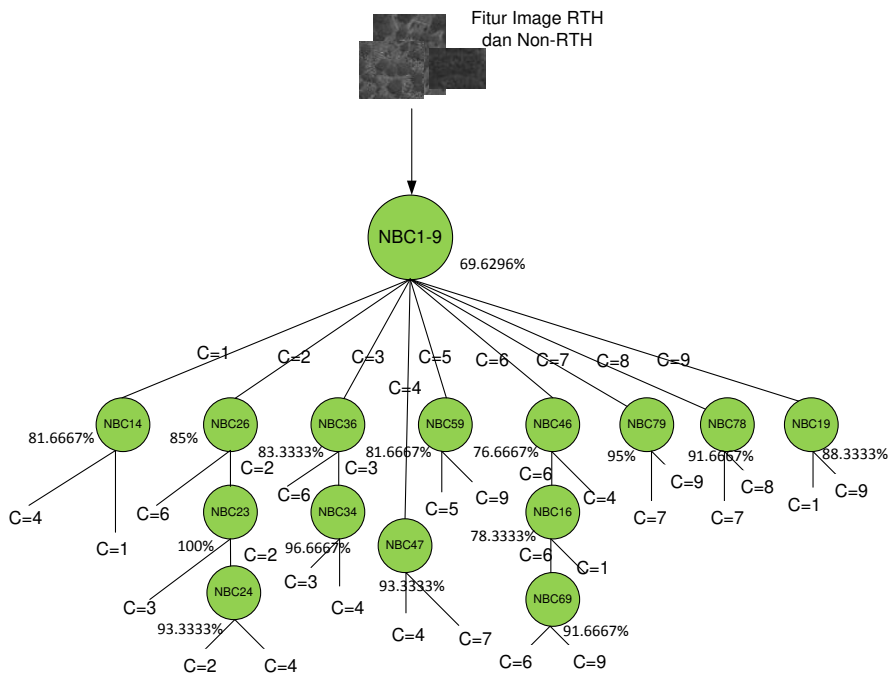 Fitur Image RTH
dan Non-RTH
NBC1-9
69.6296%
C=1
C=2
C=3
C=4
C=5
C=6
C=7
C=8
C=9
NBC14
81.6667%
NBC26
85%
NBC36
83.3333%
NBC59
81.6667%
NBC46
76.6667%
NBC79
95%
NBC78
91.6667%
NBC19
88.3333%
C=4
C=1
C=6
C=2
C=6
C=3
C=5
C=9
C=6
C=4
C=7
C=9
C=7
C=8
C=1
C=9
NBC23
100%
NBC34
96.6667%
NBC47
93.3333%
NBC16
78.3333%
C=3
C=2
C=3
C=4
C=4
C=7
C=6
C=1
NBC24
93.3333%
NBC69
91.6667%
C=2
C=4
C=6
C=9